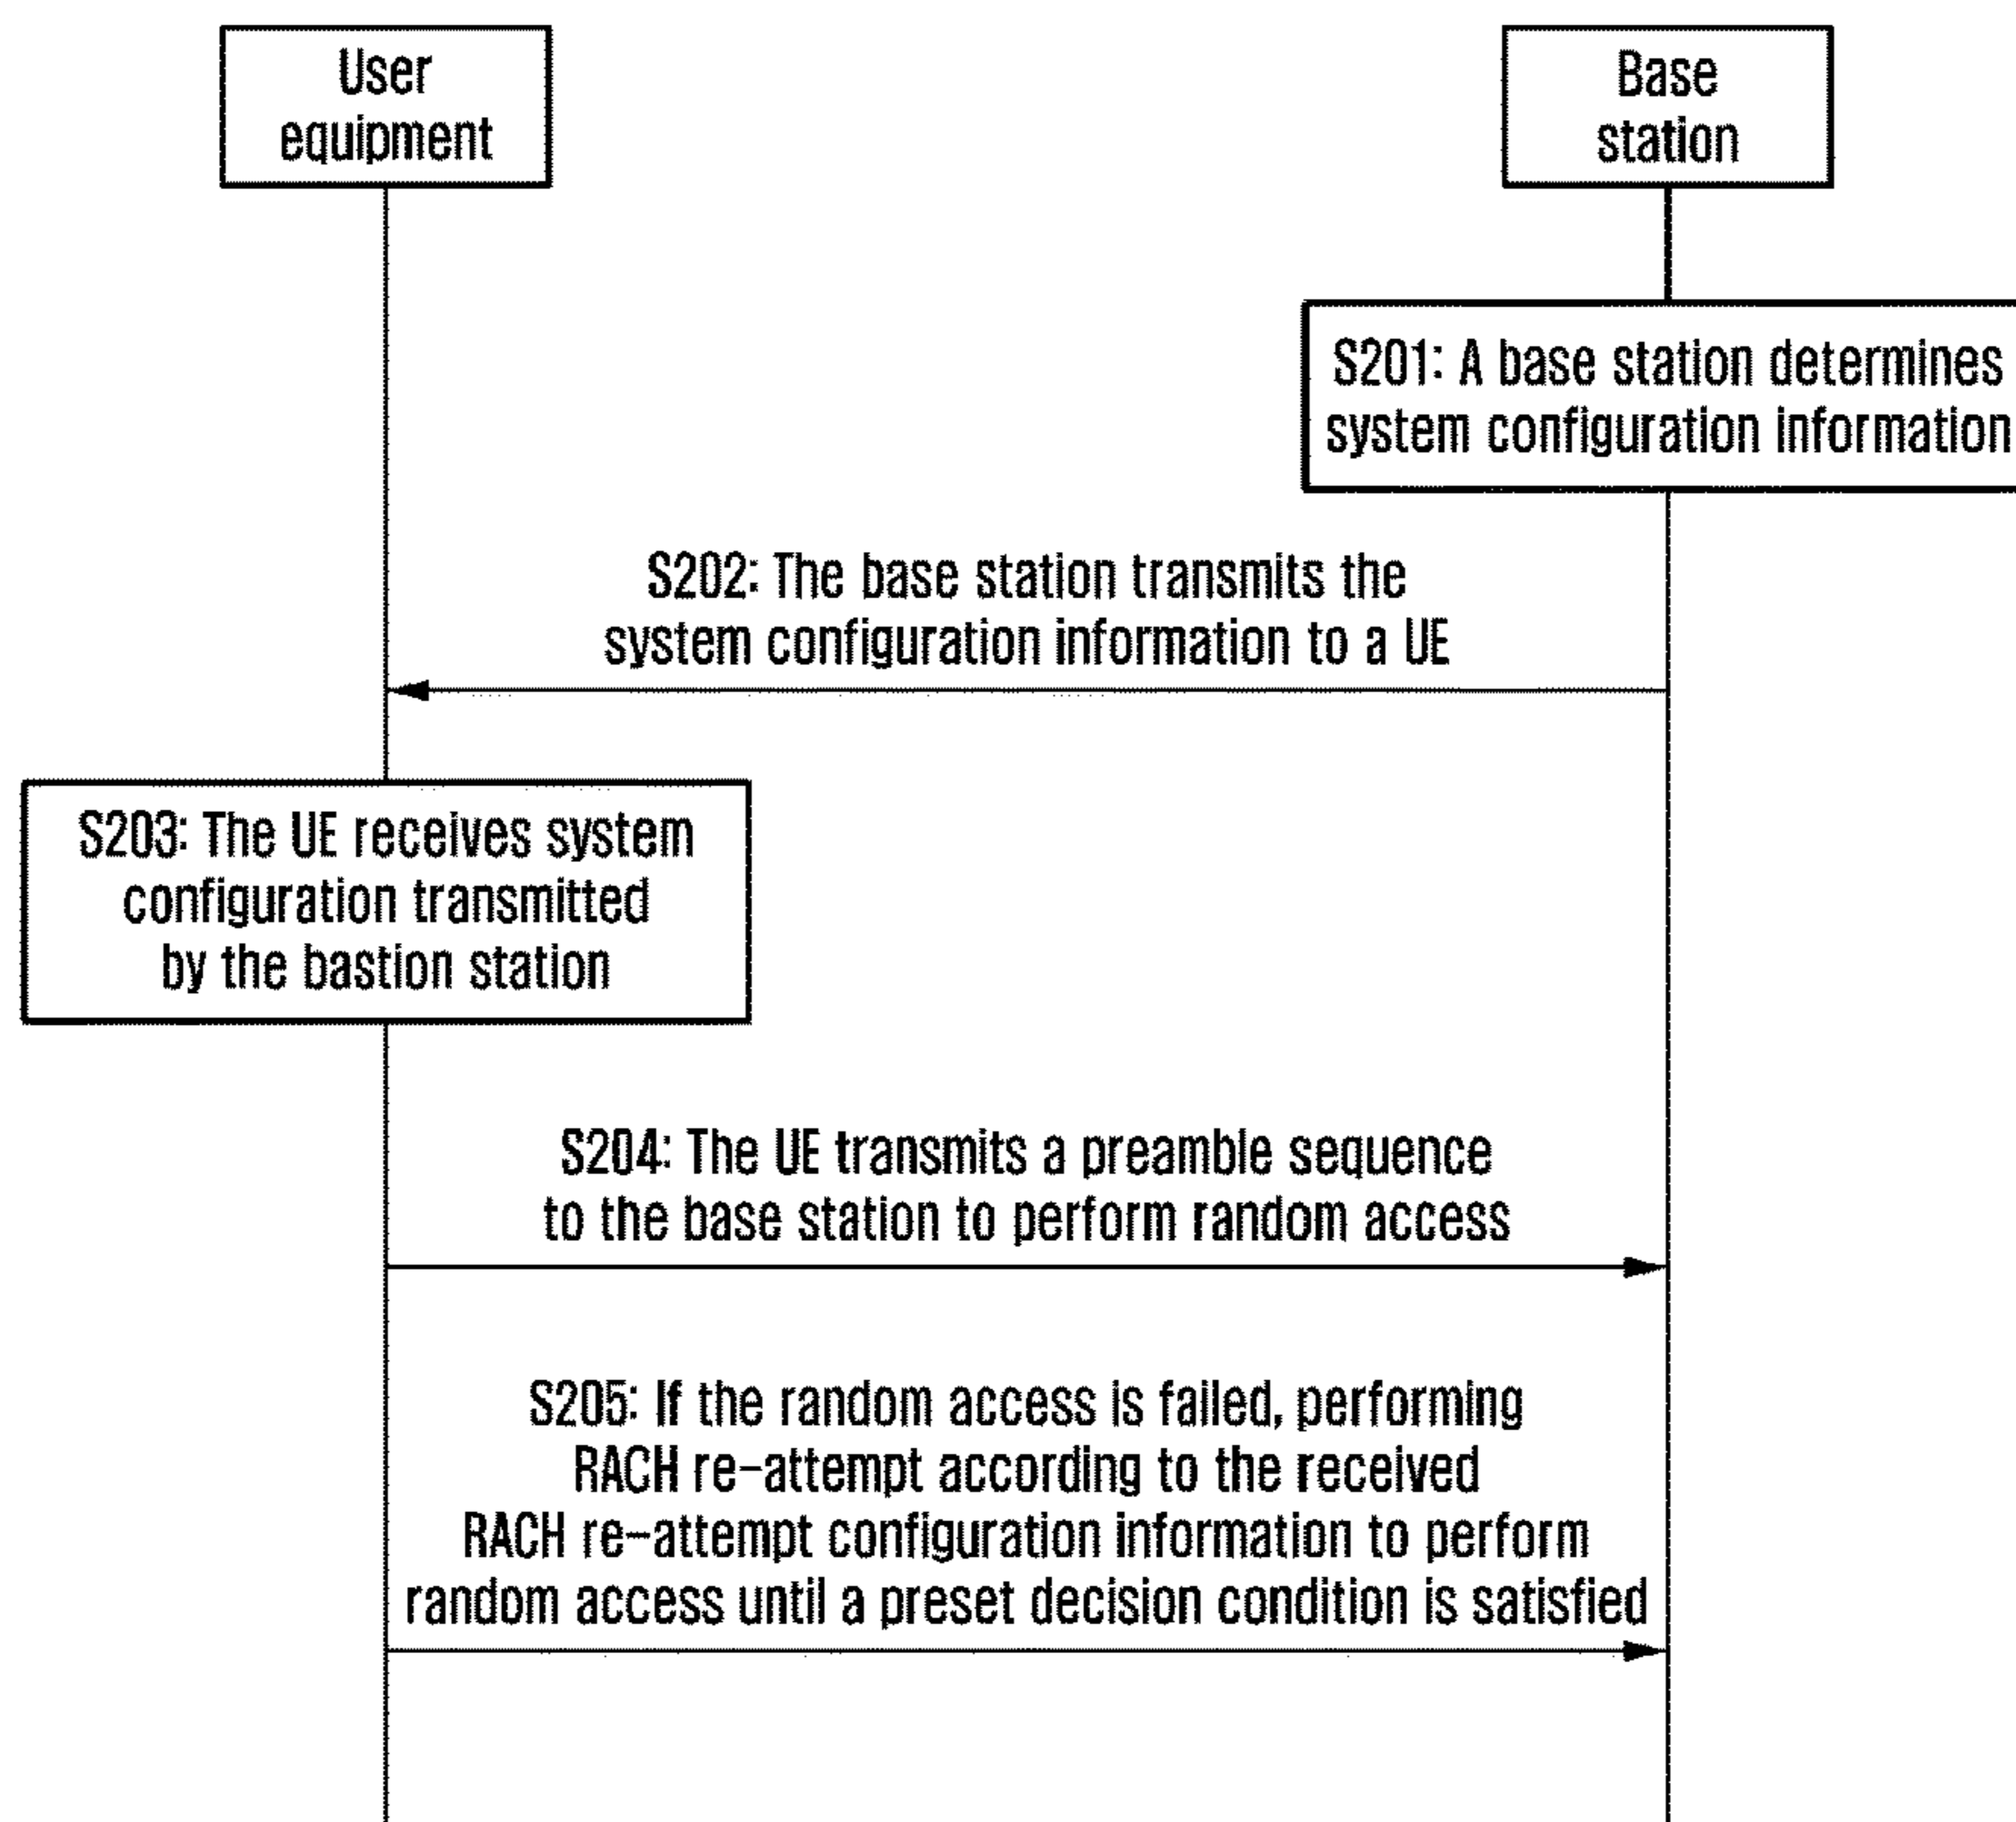 User
equipment
Base
station
S201: A base station determines
system configuration information
S202: The base station transmits the
system configuration information to a UE
S203: The UE receives system
configuration transmitted
by the bastion station
S204: The UE transmits a preamble sequence
to the base station to perform random access
S205: If the random access is failed, performing
RACH re-attempt according to the received
RACH re-attempt configuration information to perform
random access until a preset decision condition is satisfied